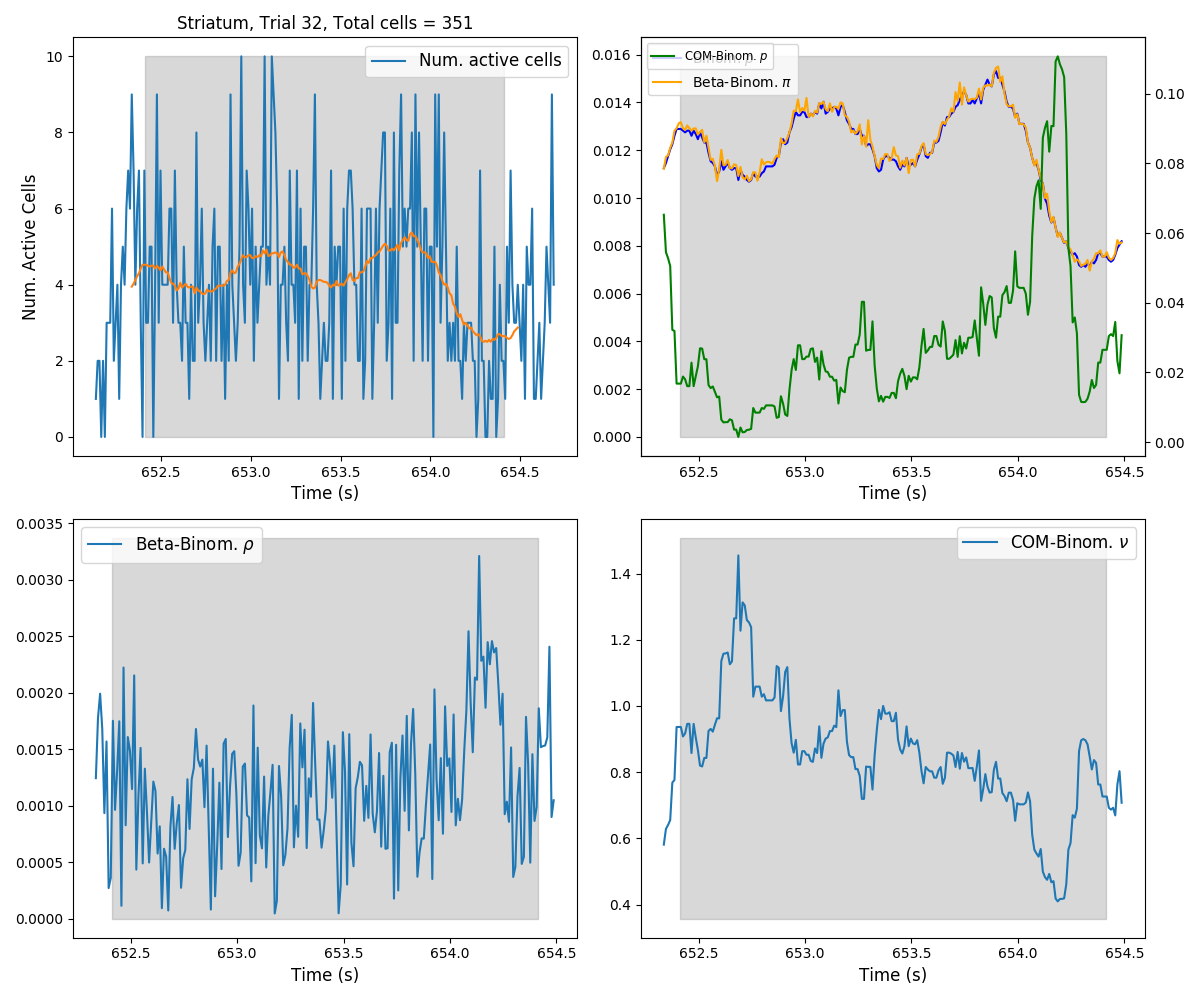 Striatum, Trial 32, Total cells = 351
Num. active cells
Num. Active Cells
10
8
6
4
2
0
652.5 653.0 653.5 654.0 654.5
Time (s)
COM-Binom. p
Beta-Binom. π
0.016
0.014
0.012
0.010
0.008
0.006
0.004
0.002
0.000
0.10
0.08
0.06
0.04
0.02
0.00
652.5 653.0 653.5 654.0 654.5
Time (s)
Beta-Binom. ρ
0.0035
0.0030
0.0025
0.0020
0.0015
0.0010
0.0005
0.0000
652.5 653.0 653.5 654.0 654.5
Time (s)
COM-Binom. ν
1.4
1.2
1.0
0.8
0.6
0.4
652.5 653.0 653.5 654.0 654.5
Time (s)